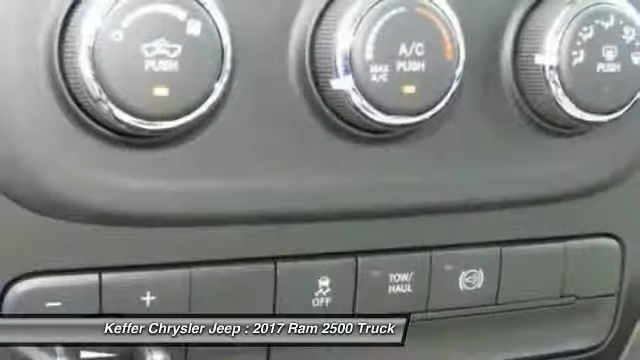 PUSH
A/C
PUSH
MAX
A/C
PUSH
- +
OFF
TOW/
HAUL
Keffer Chrysler Jeep : 2017 Ram 2500 Truck